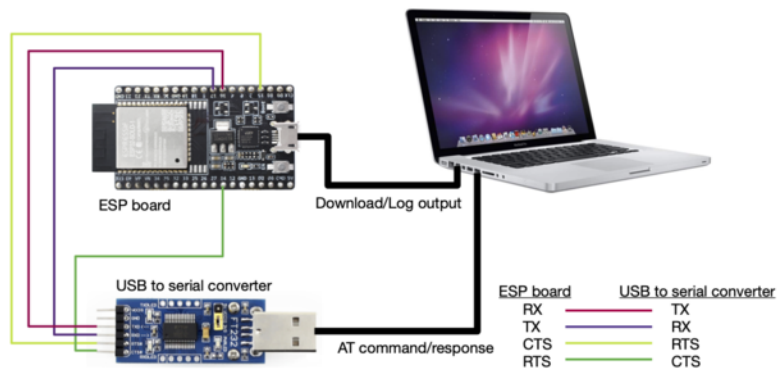 ESP board
Download/Log output
USB to serial converter
FT232
AT command/response
ESP board USB to serial converter
RX TX
TX RX
CTS RTS
RTS CTS